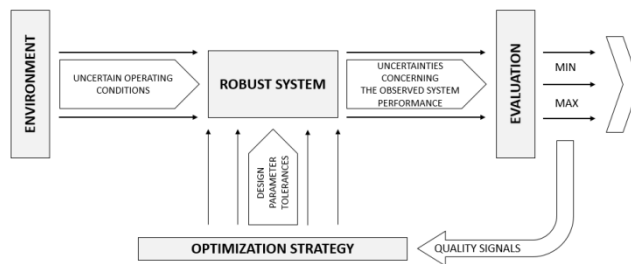 ENVIRONMENT
UNCERTAIN OPERATING
CONDITIONS
ROBUST SYSTEM
UNCERTAINTIES
CONCERNING
THE OBSERVED SYSTEM
PERFORMANCE
EVALUATION
MIN
MAX
DESIGN
PARAMETER
TOLERANCES
OPTIMIZATION STRATEGY
QUALITY SIGNALS